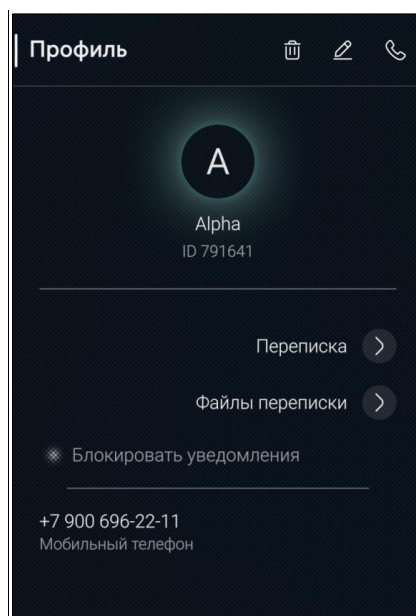 Профиль
A
Alpha
ID 791641
Переписка
Файлы переписки
Блокировать уведомления
+7 900 696-22-11
Мобильный телефон